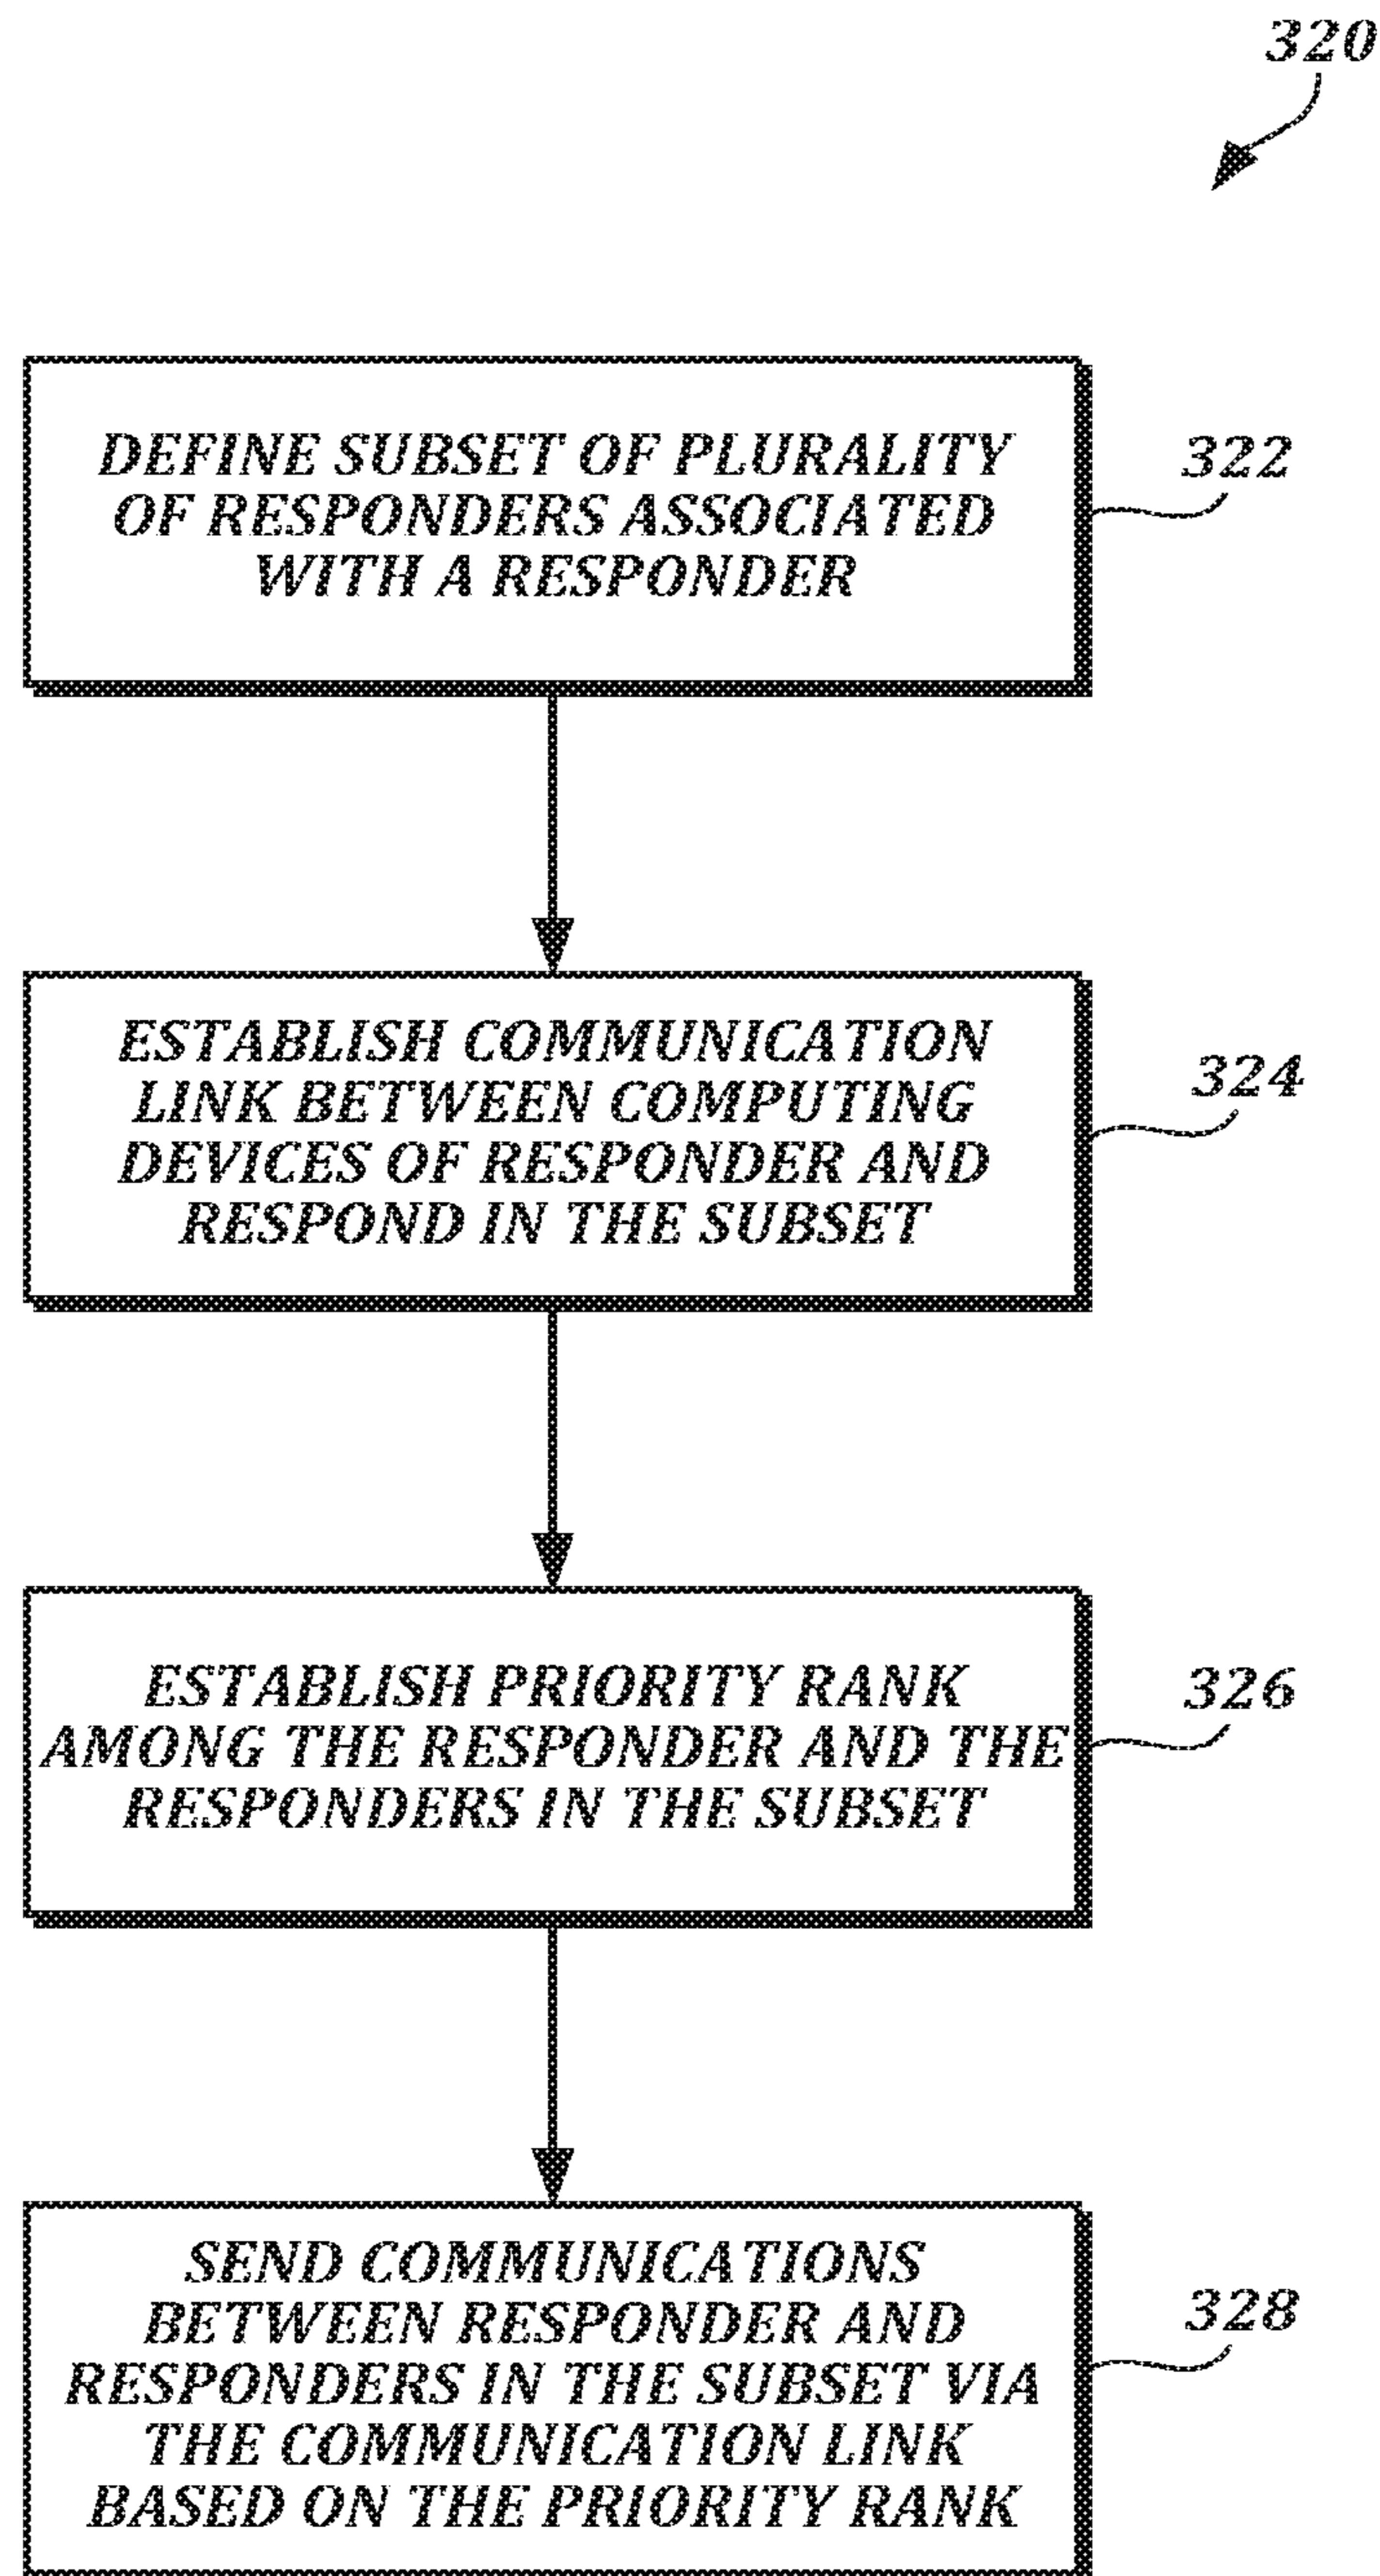 320
DEFINE SUBSET OF PLURALITY
OF RESPONDERS ASSOCIATED
WITH A RESPONDER
322
ESTABLISH COMMUNICATION
LINK BETWEEN COMPUTING
DEVICES OF RESPONDER AND
RESPOND IN THE SUBSET
324
ESTABLISH PRIORITY RANK
AMONG THE RESPONDER AND THE
RESPONDERS IN THE SUBSET
326
SEND COMMUNICATIONS
BETWEEN RESPONDER AND
RESPONDERS IN THE SUBSET VIA
THE COMMUNICATION LINK
BASED ON THE PRIORITY RANK
328